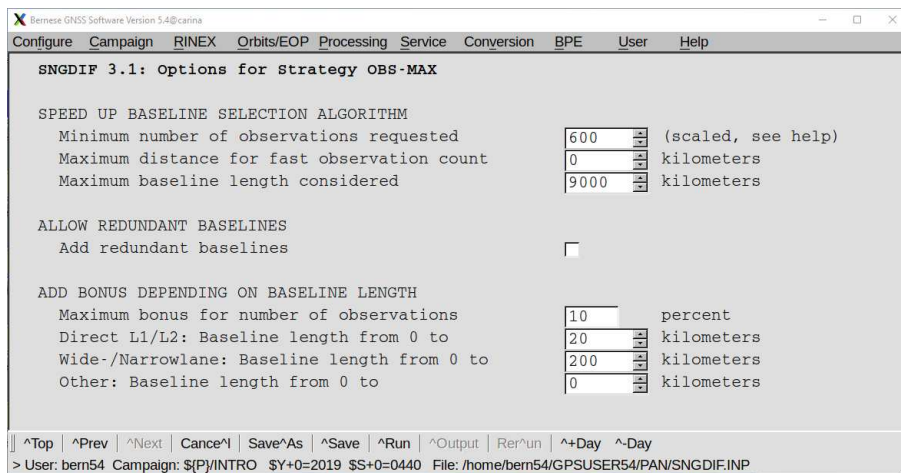 X Bernese GNSS Software Version 5.4@carina
Configure Campaign RINEX Orbits/EOP Processing Service Conversion BPE User Help
SNGDIF 3.1: Options for Strategy OBS-MAX
SPEED UP BASELINE SELECTION ALGORITHM
Minimum number of observations requested 600 (scaled, see help)
Maximum distance for fast observation count 0 kilometers
Maximum baseline length considered 9000 kilometers
ALLOW REDUNDANT BASELINES
Add redundant baselines
ADD BONUS DEPENDING ON BASELINE LENGTH
Maximum bonus for number of observations 10 percent
Direct L1/L2: Baseline length from 0 to 20 kilometers
Wide-/Narrowlane: Baseline length from 0 to 200 kilometers
Other: Baseline length from 0 to 0 kilometers
^Top ^Prev ^Next Cance^l Save^As ^Save ^Run ^Output Rer^un ^+Day ^-Day
> User: bern54 Campaign: ${P}/INTRO $Y+0=2019 $S+0=0440 File: /home/bern54/GPSUSER54/PAN/SNGDIF.INP